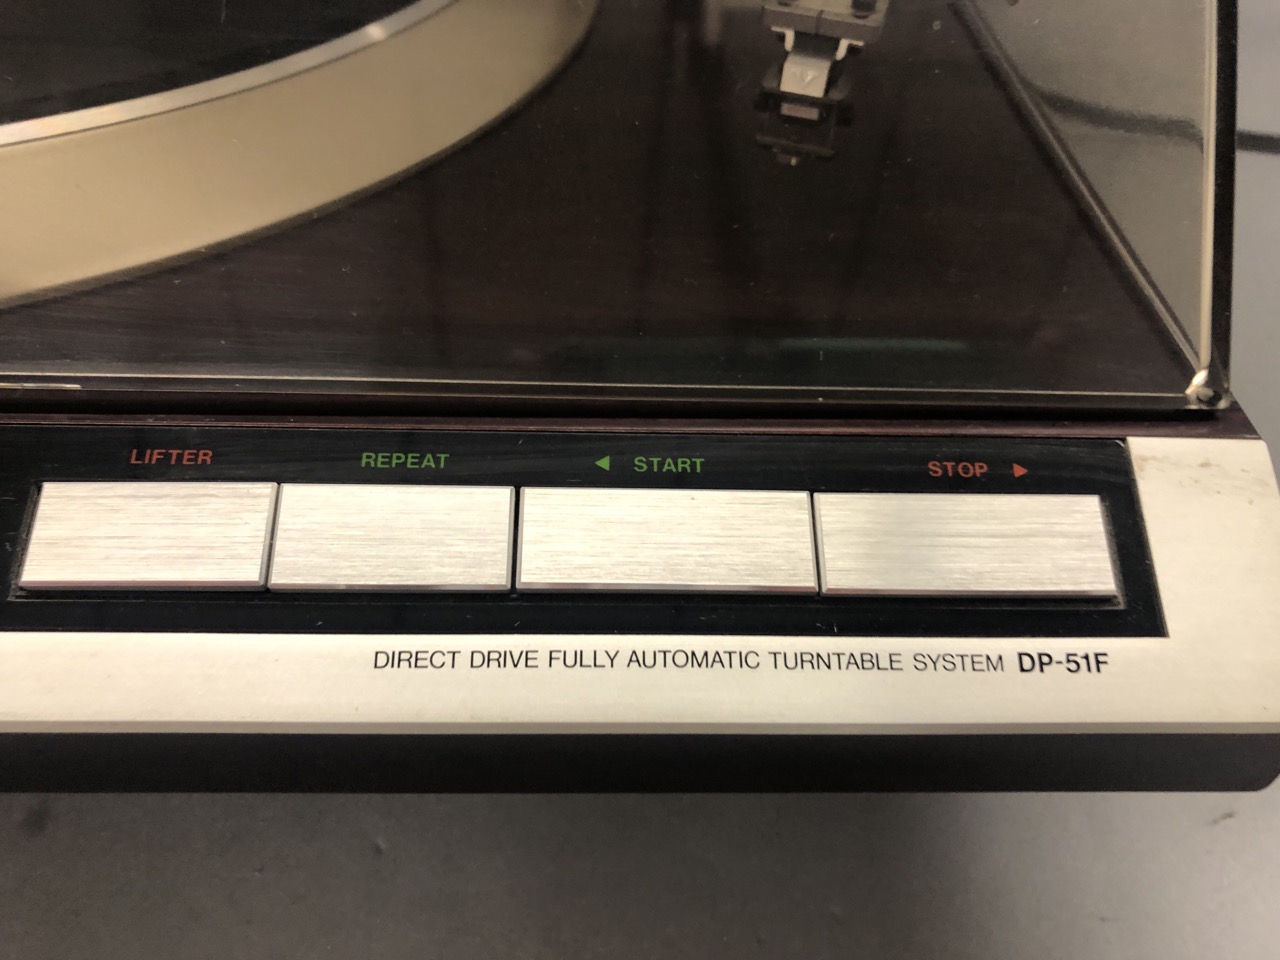 LIFTER REPEAT ◀ START STOP ▶
DIRECT DRIVE FULLY AUTOMATIC TURNTABLE SYSTEM DP-51F